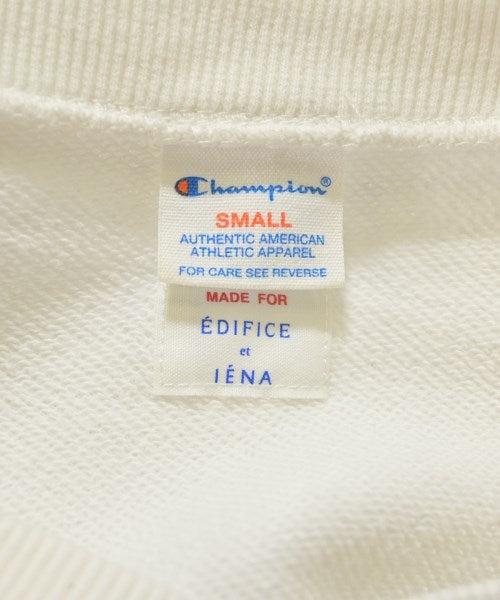 Champion®
SMALL
AUTHENTIC AMERICAN
ATHLETIC APPAREL
FOR CARE SEE REVERSE
MADE FOR
ÉDIFICE
et
IÉNA